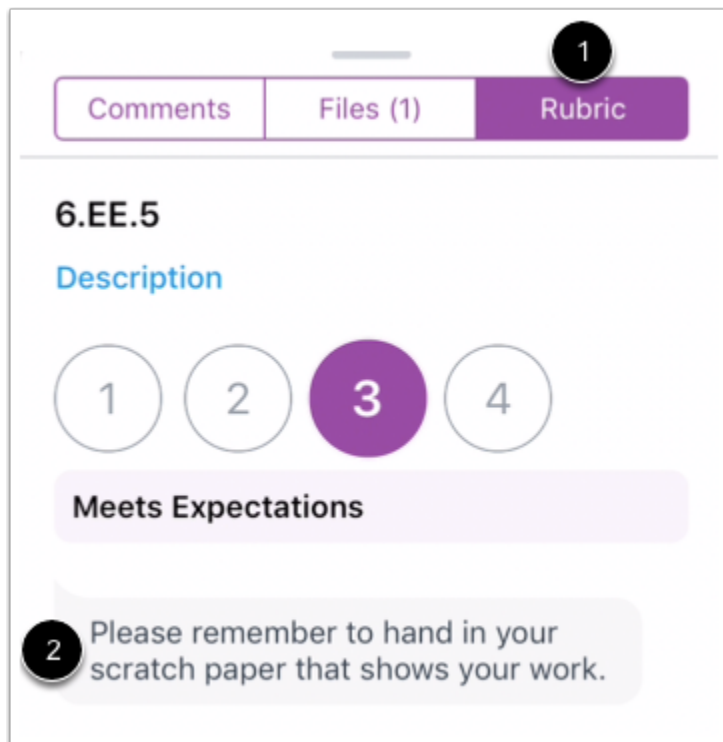 1
Comments Files (1) Rubric
6.EE.5
Description
1 2 3 4
Meets Expectations
2
Please remember to hand in your
scratch paper that shows your work.